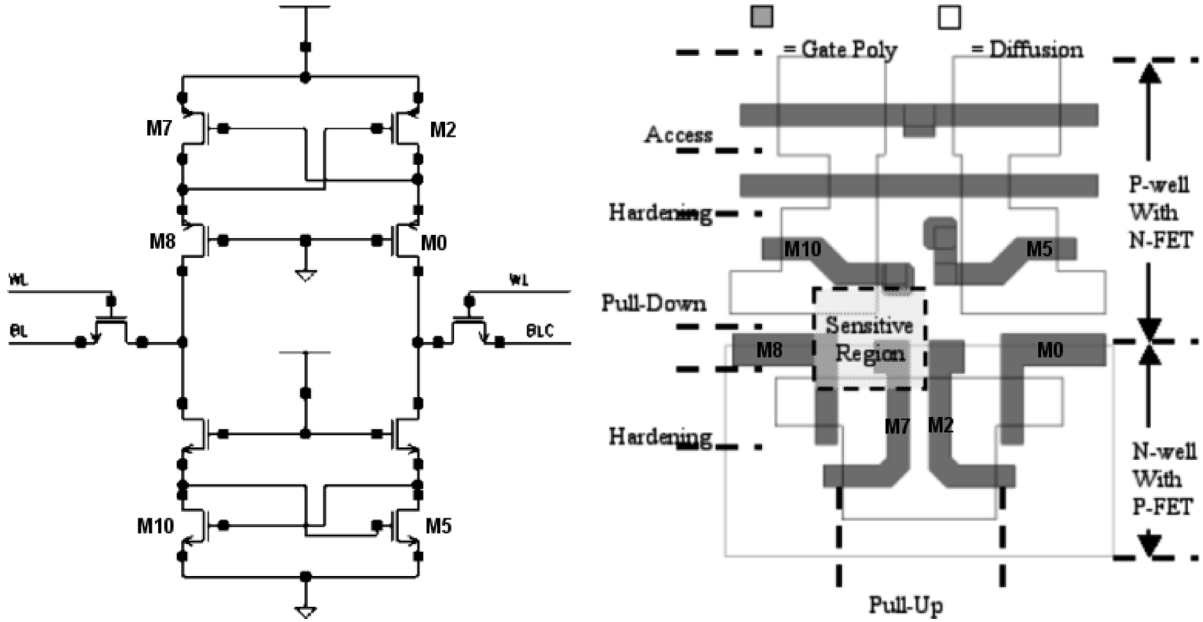 M7
M2
M8
M0
WL
WL
BL
BLC
M10
M5
= Gate Poly
= Diffusion
Access
Hardening
M10
M5
Pull-Down
Sensitive
Region
M8
M0
M7
M2
Hardening
Pull-Up
P-well
With
N-FET
N-well
With
P-FET